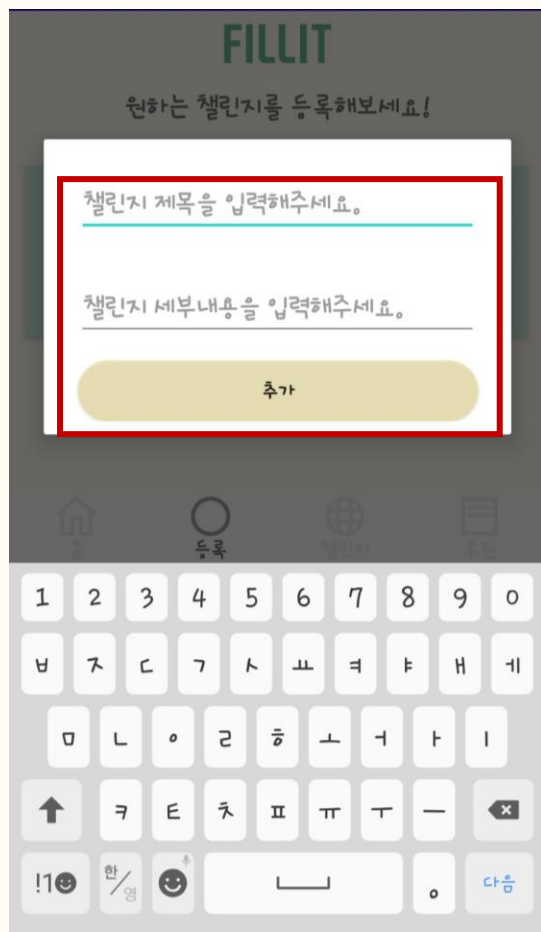 FILLIT
원하는 챌린지를 등록해보세요!
챌린지 제목을 입력해주세요。
챌린지 세부내용을 입력해주세요。
추가
홈 등록 챌린지 후원
1 2 3 4 5 6 7 8 9 0
ㅂ ㅈ ㄷ ㄱ ㅅ ㅛ ㅕ ㅑ ㅐ ㅔ
ㅁ ㄴ ㅇ ㄹ ㅎ ㅗ ㅓ ㅏ ㅣ
ㅋ ㅌ ㅊ ㅍ ㅠ ㅜ ㅡ
!1 한/영 。 다음